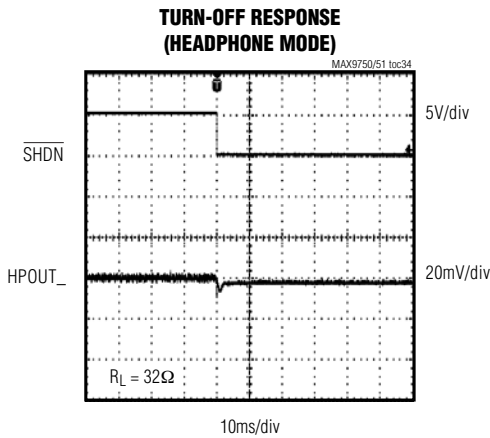 TURN-OFF RESPONSE
(HEADPHONE MODE)
MAX9750/51 toc34
T
5V/div
SHDN
HPOUT_
20mV/div
RL = 32Ω
10ms/div